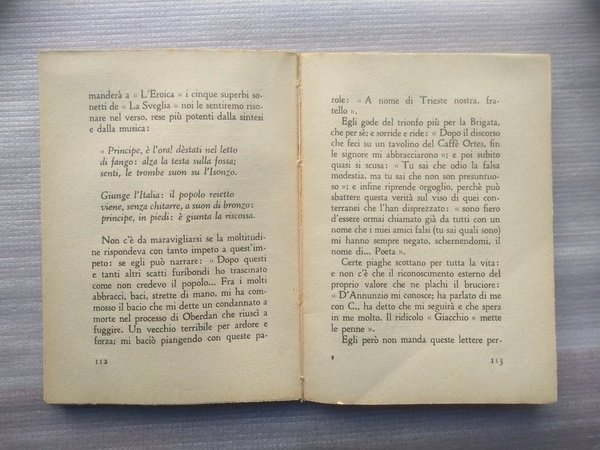 manderà a « L'Eroica » i cinque superbi so-
netti de « La Sveglia » noi le sentiremo riso-
nare nel verso, rese più potenti dalla sintesi
e dalla musica:
« Principe, è l'ora! dèstati nel letto
di fango: alza la testa sulla fossa;
senti, le trombe suon su l'Isonzo.
Giunge l'Italia: il popolo reietto
viene, senza chitarre, a suon di bronzo:
principe, in piedi: è giunta la riscossa.
Non c'è da maravigliarsi se la moltitudi-
ne rispondeva con tanto impeto a quest'im-
peto: se egli può narrare: « Dopo questi
e tanti altri scatti furibondi ho trascinato
come non credevo il popolo... Fra i molti
abbracci, baci, strette di mano, mi ha com-
mosso il bacio che mi dette un condannato a
morte nel processo di Oberdan che riuscì a
fuggire. Un vecchio terribile per ardore e
forza; mi baciò piangendo con queste pa-
112
role: « A nome di Trieste nostra, fra-
tello ».
Egli gode del trionfo più per la Brigata,
che per sè: e sorride e ride: « Dopo il discorso
che feci su un tavolino del Caffè Ortes,
fin le signore mi abbracciarono »; e poi subito
quasi si scusa: « Tu sai che odio la falsa
modestia, ma tu sai che non son presuntuo-
so »; e infine riprende orgoglio, perchè può
sbattere questa verità sul viso di quei conter-
ranei che l'han disprezzato: « sono fiero
d'essere ormai chiamato già da tutti con un
nome che i miei amici falsi (tu sai quali sono)
mi hanno sempre negato, schernendomi, il
nome di... Poeta ».
Certe piaghe scottano per tutta la vita:
e non c'è che il riconoscimento esterno del
proprio valore che ne plachi il bruciore:
« D'Annunzio mi conosce; ha parlato di me
con C., ha detto che mi seguirà e che spera
in me molto. Il ridicolo « Giacchio » mette
le penne ».
Egli però non manda queste lettere per-
8
113